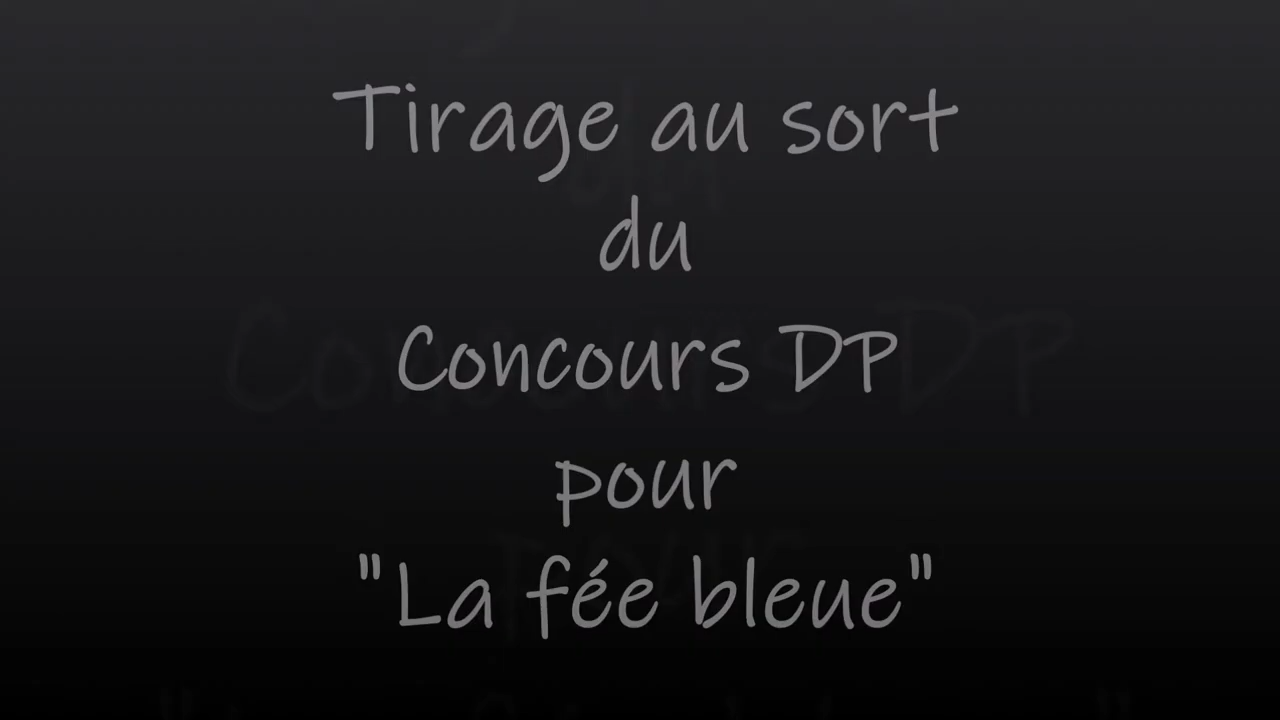 Tirage au sort
du
Concours DP
pour
"La fée bleue"